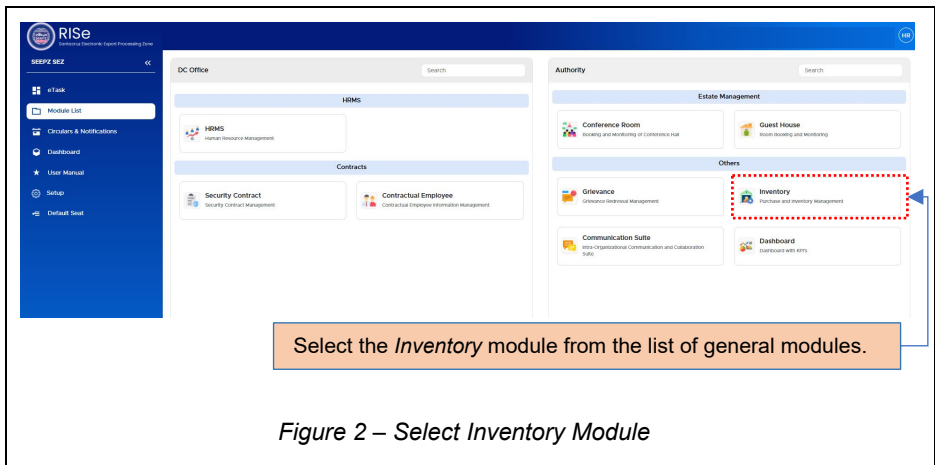 RISe
Santacruz Electronic Export Processing Zone
HR
SEEPZ SEZ
«
eTask
Module List
Circulars & Notifications
Dashboard
User Manual
Setup
Default Seat
DC Office
Search
HRMS
HRMS
Human Resource Management
Contracts
Security Contract
Security Contract Management
Contractual Employee
Contractual Employee Information Management
Authority
Search
Estate Management
Conference Room
Booking and Monitoring of Conference Hall
Guest House
Room Booking and Monitoring
Others
Grievance
Grievance Redressal Management
Inventory
Purchase and Inventory Management
Communication Suite
Intra-Organizational Communication and Collaboration
Suite
Dashboard
Dashboard with KPI's
Select the Inventory module from the list of general modules.
Figure 2 – Select Inventory Module